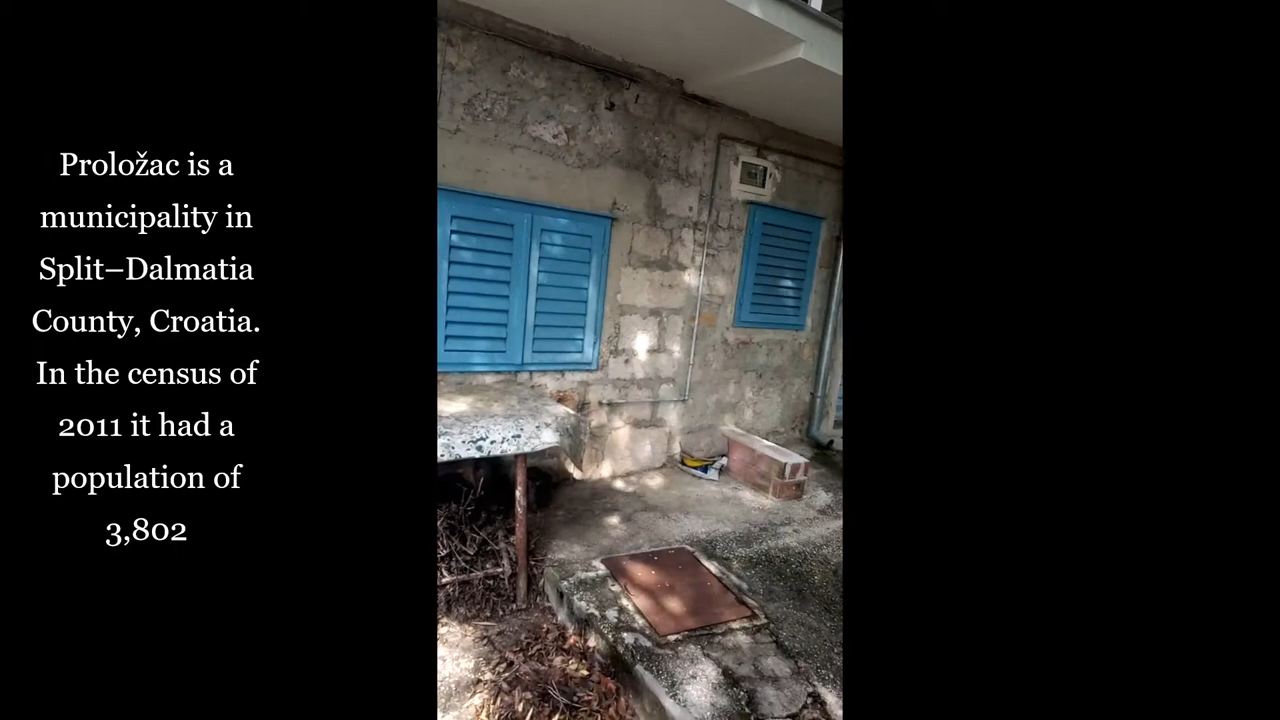 Proložac is a
municipality in
Split–Dalmatia
County, Croatia.
In the census of
2011 it had a
population of
3,802